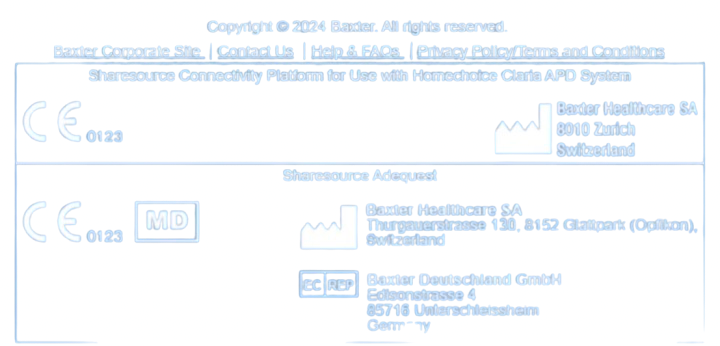 Copyright © 2024 Baxter. All rights reserved.
Baxter Corporate Site | Contact Us | Help & FAQs | Privacy Policy/Terms and Conditions
Sharesource Connectivity Platform for Use with Homechoice Claria APD System
CE 0123
Baxter Healthcare SA
8010 Zurich
Switzerland
Sharesource Adequest
CE 0123 MD
Baxter Healthcare SA
Thurgauerstrasse 130, 8152 Glattpark (Opfikon),
Switzerland
EC REP
Baxter Deutschland GmbH
Edisonstrasse 4
85716 Unterschleissheim
Germany